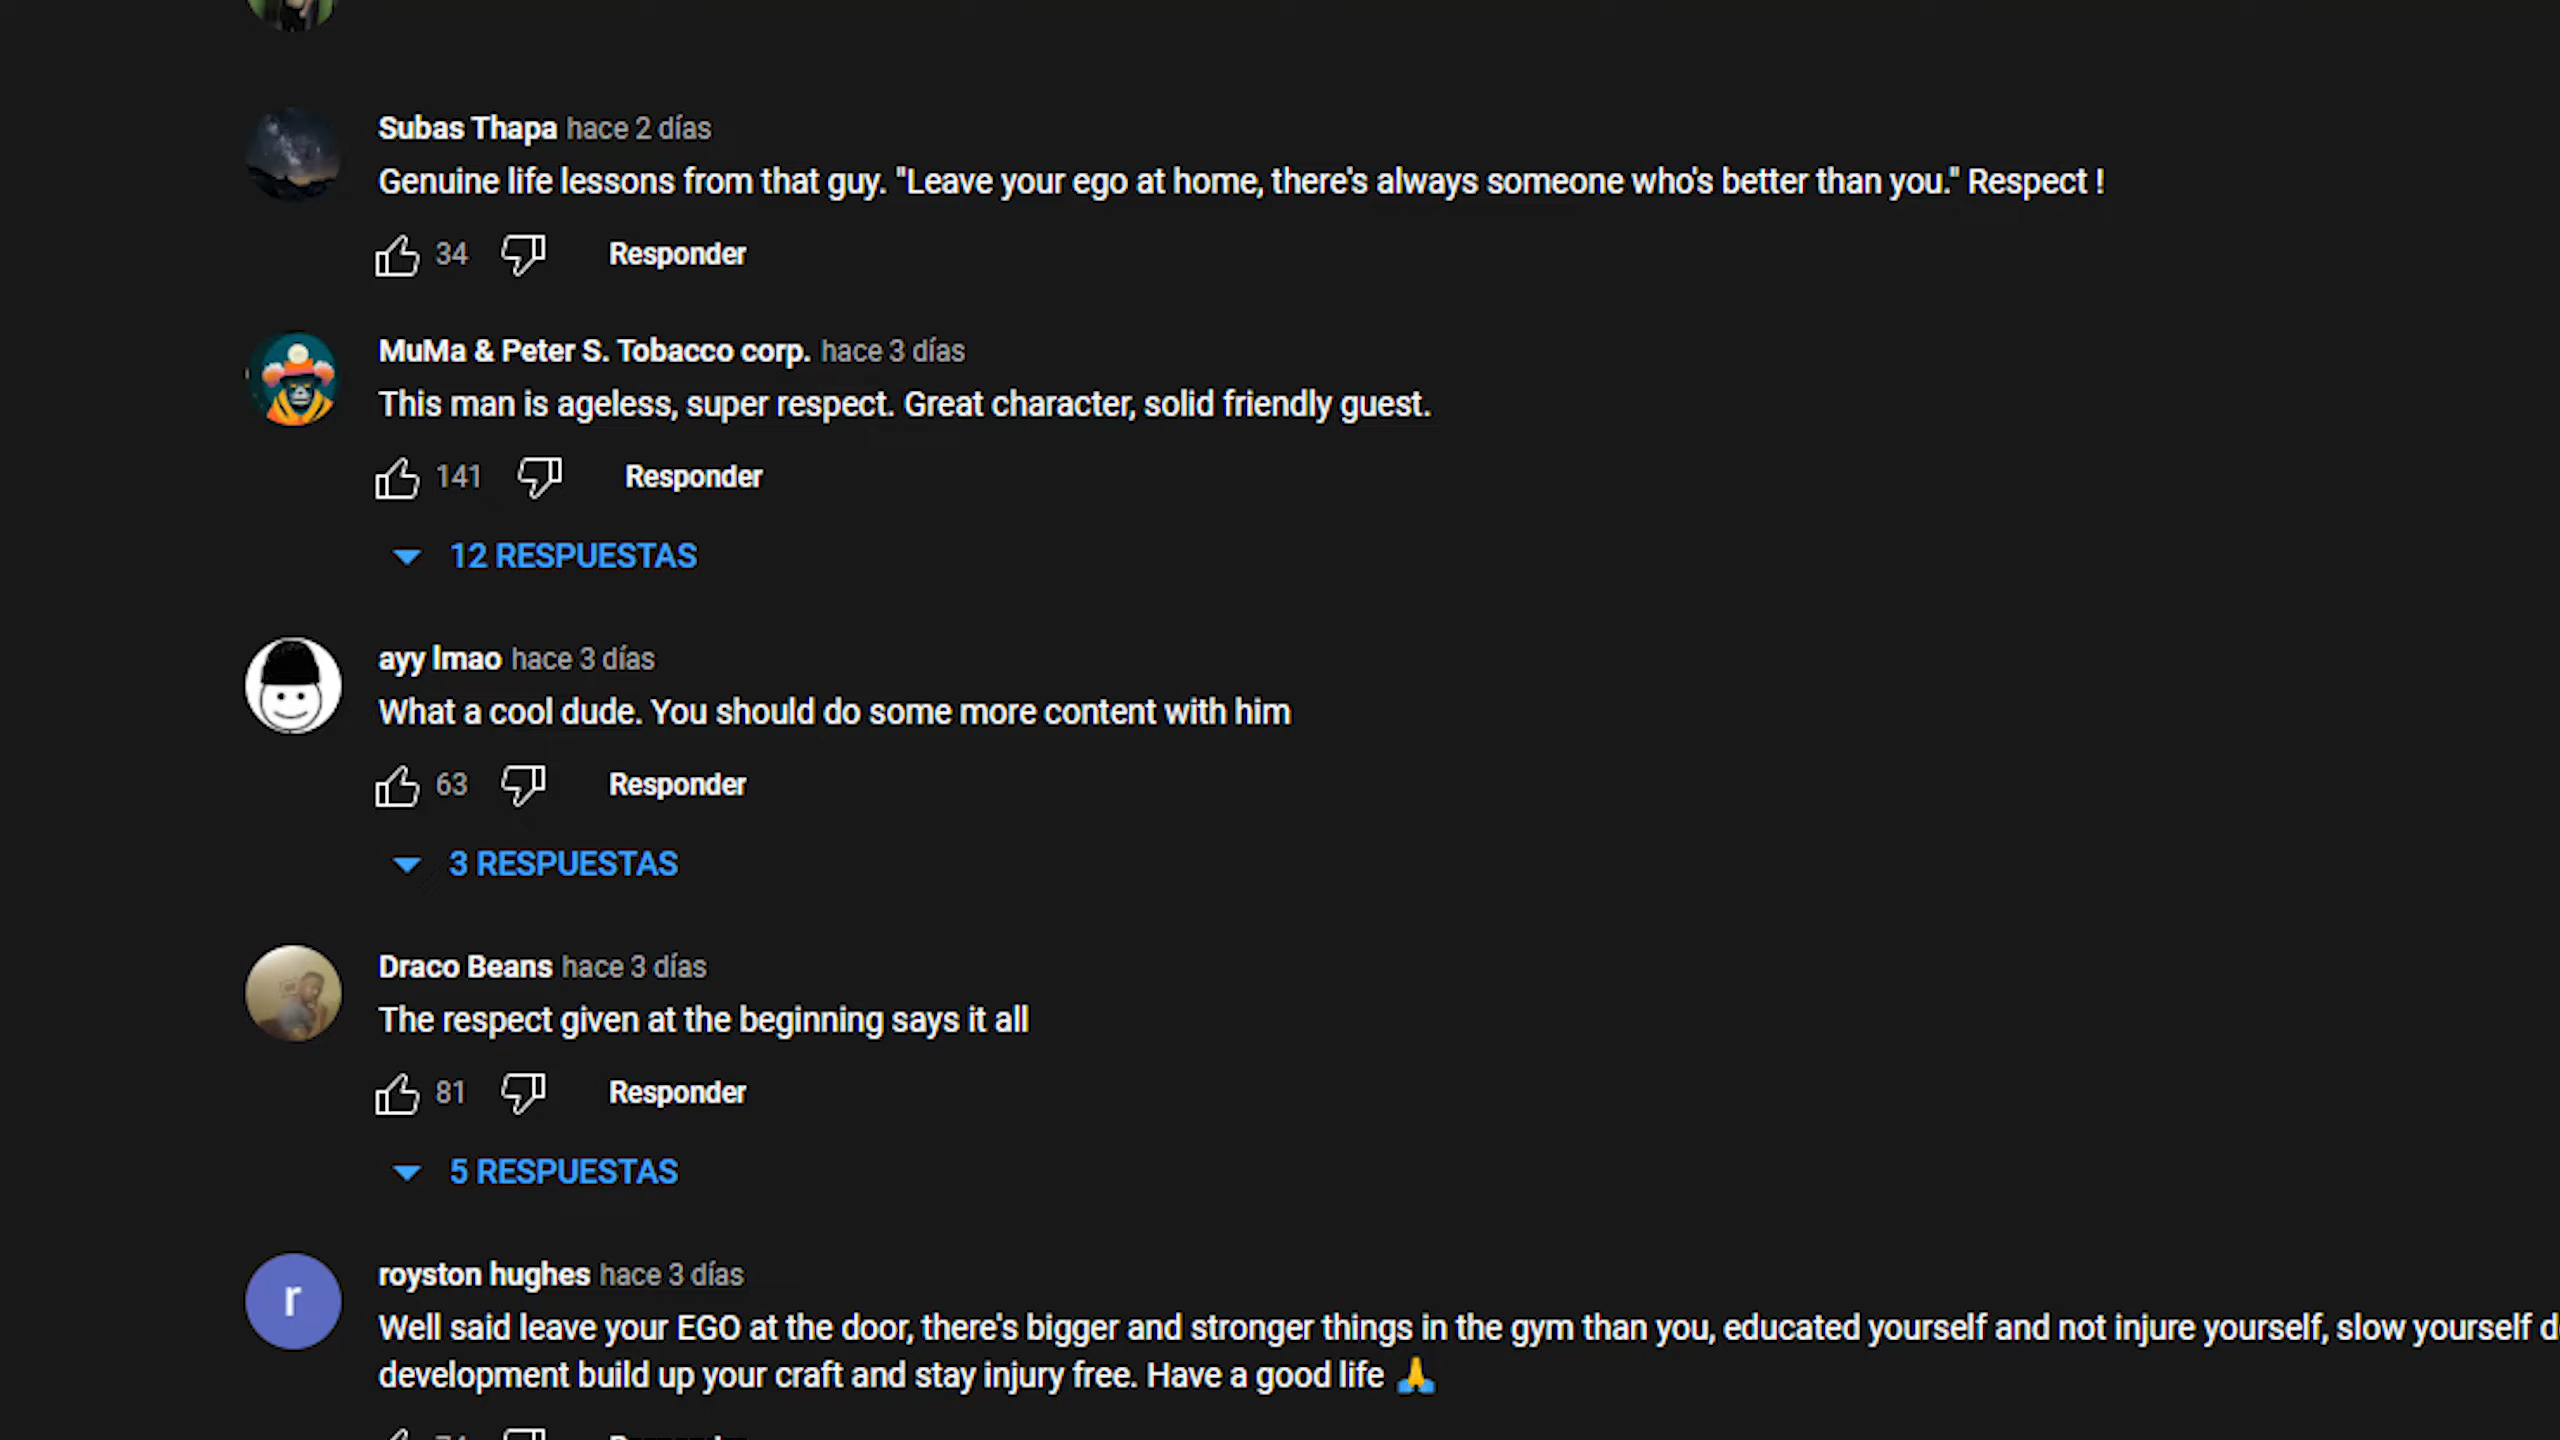 Subas Thapa hace 2 días
Genuine life lessons from that guy. "Leave your ego at home, there's always someone who's better than you." Respect !
34 Responder
MuMa & Peter S. Tobacco corp. hace 3 días
This man is ageless, super respect. Great character, solid friendly guest.
141 Responder
12 RESPUESTAS
ayy lmao hace 3 días
What a cool dude. You should do some more content with him
63 Responder
3 RESPUESTAS
Draco Beans hace 3 días
The respect given at the beginning says it all
81 Responder
5 RESPUESTAS
r
royston hughes hace 3 días
Well said leave your EGO at the door, there's bigger and stronger things in the gym than you, educated yourself and not injure yourself, slow yourself
development build up your craft and stay injury free. Have a good life 🙏